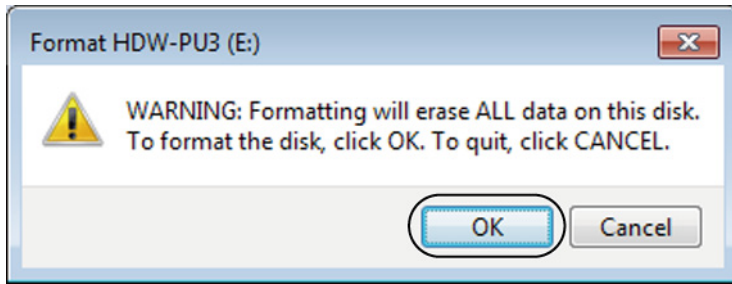 Format HDW-PU3 (E:)
WARNING: Formatting will erase ALL data on this disk.
To format the disk, click OK. To quit, click CANCEL.
OK Cancel